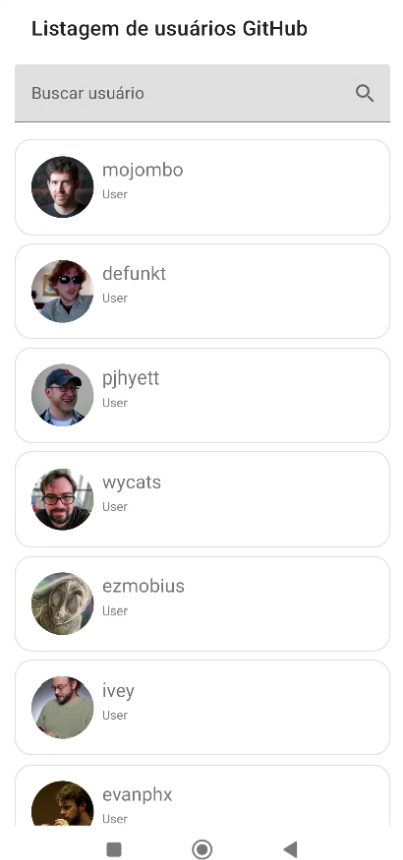 Listagem de usuários GitHub
Buscar usuário
mojombo
User
defunkt
User
pjhyett
User
wycats
User
ezmobius
User
ivey
User
evanphx
User